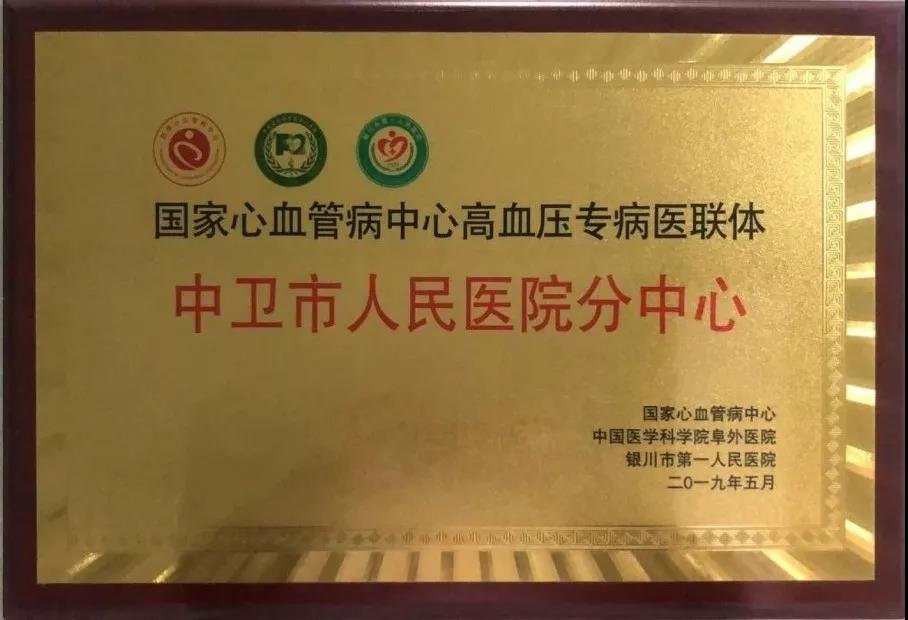 国家心血管病中心高血压专病医联体
中卫市人民医院分中心
国家心血管病中心
中国医学科学院阜外医院
银川市第一人民医院
二0一九年五月